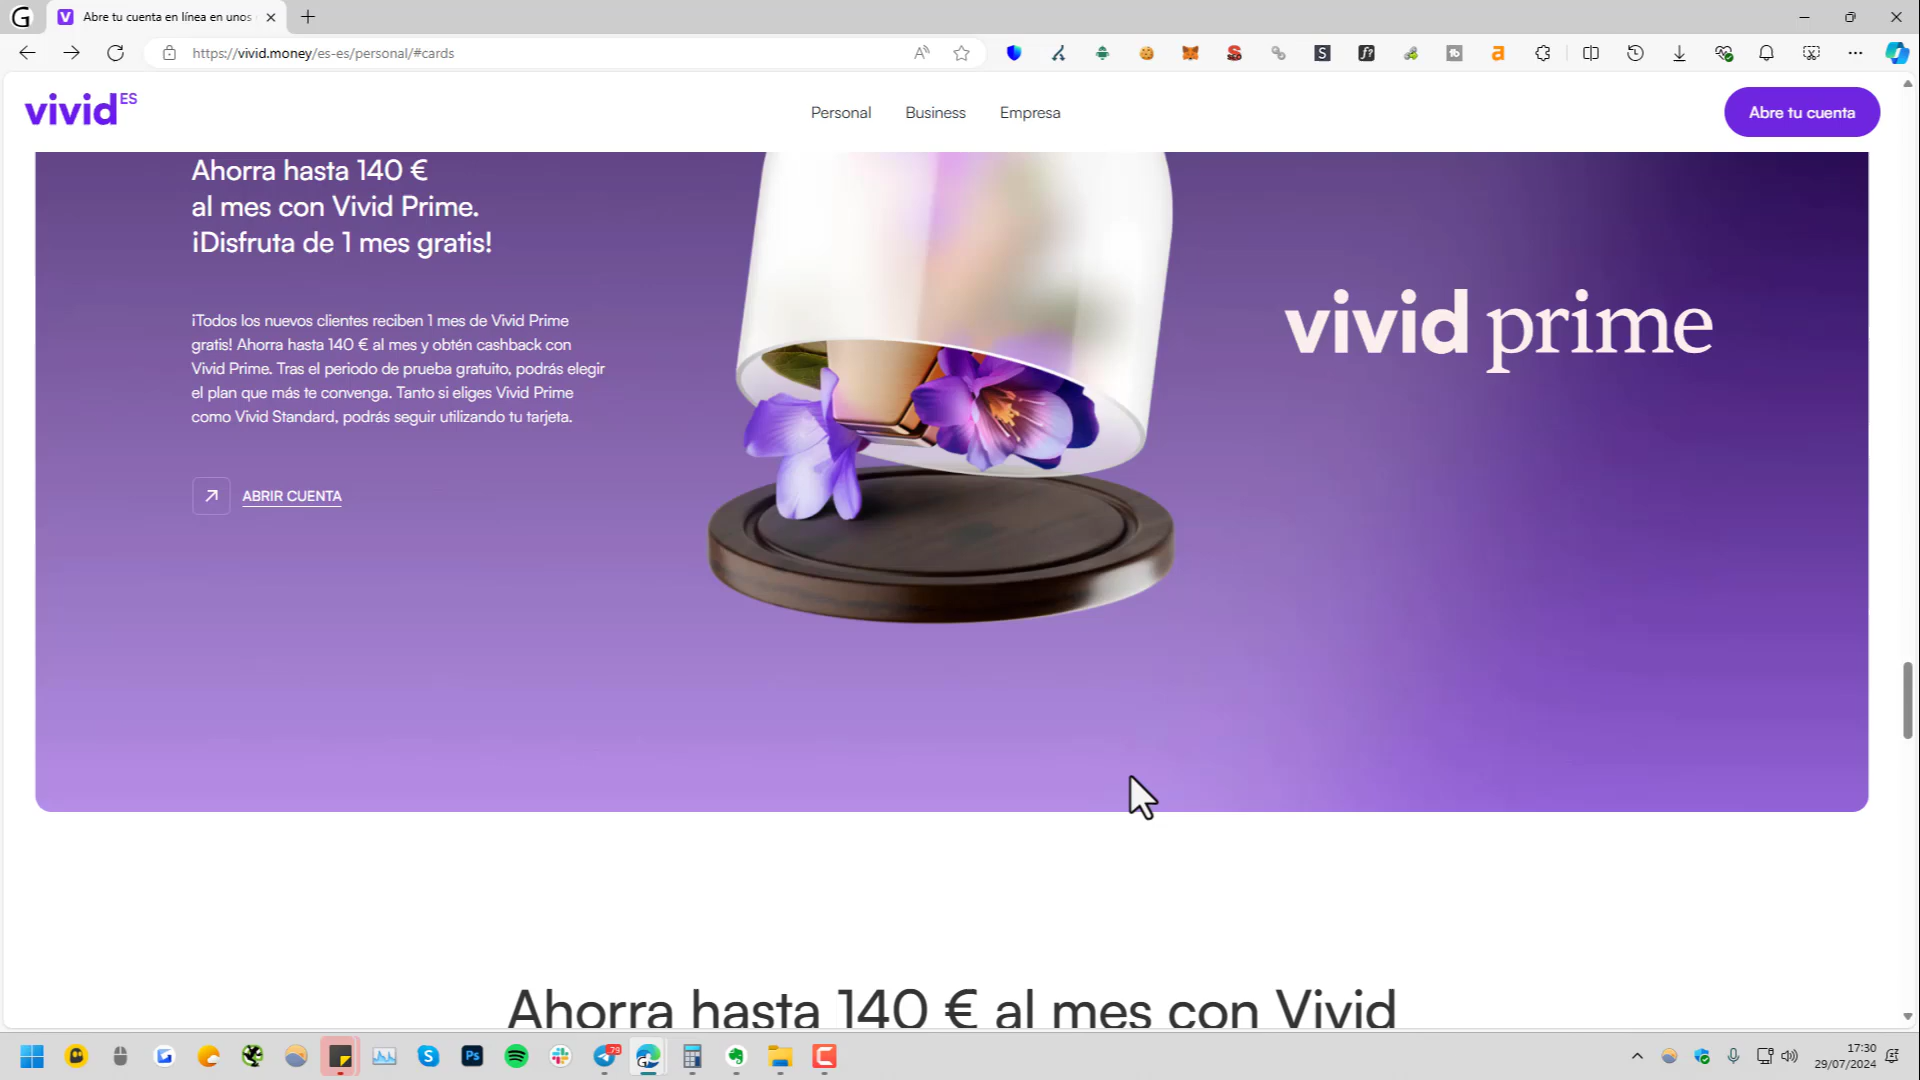 Abre tu cuenta en línea en unos
https://vivid.money/es-es/personal/#cards
vivid ES
Personal
Business
Empresa
Abre tu cuenta
Ahorra hasta 140 €
al mes con Vivid Prime.
¡Disfruta de 1 mes gratis!
¡Todos los nuevos clientes reciben 1 mes de Vivid Prime
gratis! Ahorra hasta 140 € al mes y obtén cashback con
Vivid Prime. Tras el periodo de prueba gratuito, podrás elegir
el plan que más te convenga. Tanto si eliges Vivid Prime
como Vivid Standard, podrás seguir utilizando tu tarjeta.
ABRIR CUENTA
vivid prime
Ahorra hasta 140 € al mes con Vivid
79
17:30
29/07/2024